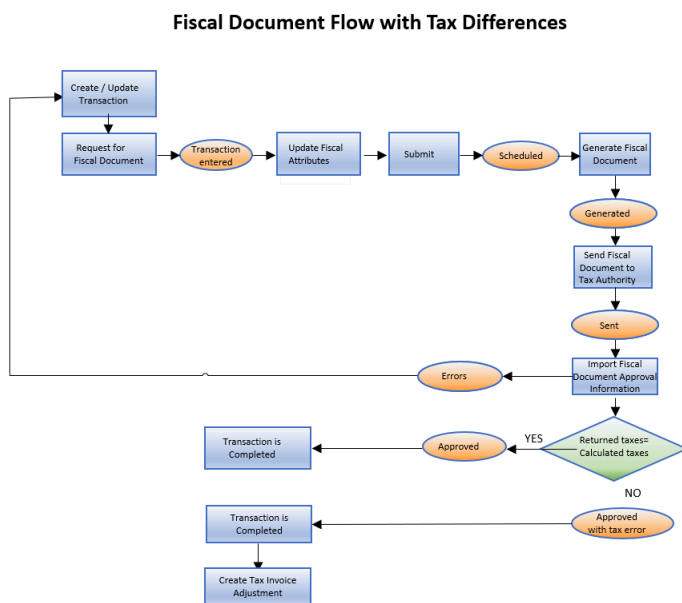 Fiscal Document Flow with Tax Differences
Create / Update
Transaction
Request for
Fiscal Document
Transaction
entered
Update Fiscal
Attributes
Submit
Scheduled
Generate Fiscal
Document
Generated
Send Fiscal
Document to
Tax Authority
Sent
Import Fiscal
Document Approval
Information
Errors
Returned taxes=
Calculated taxes
YES
Approved
Transaction is
Completed
NO
Approved
with tax error
Transaction is
Completed
Create Tax Invoice
Adjustment